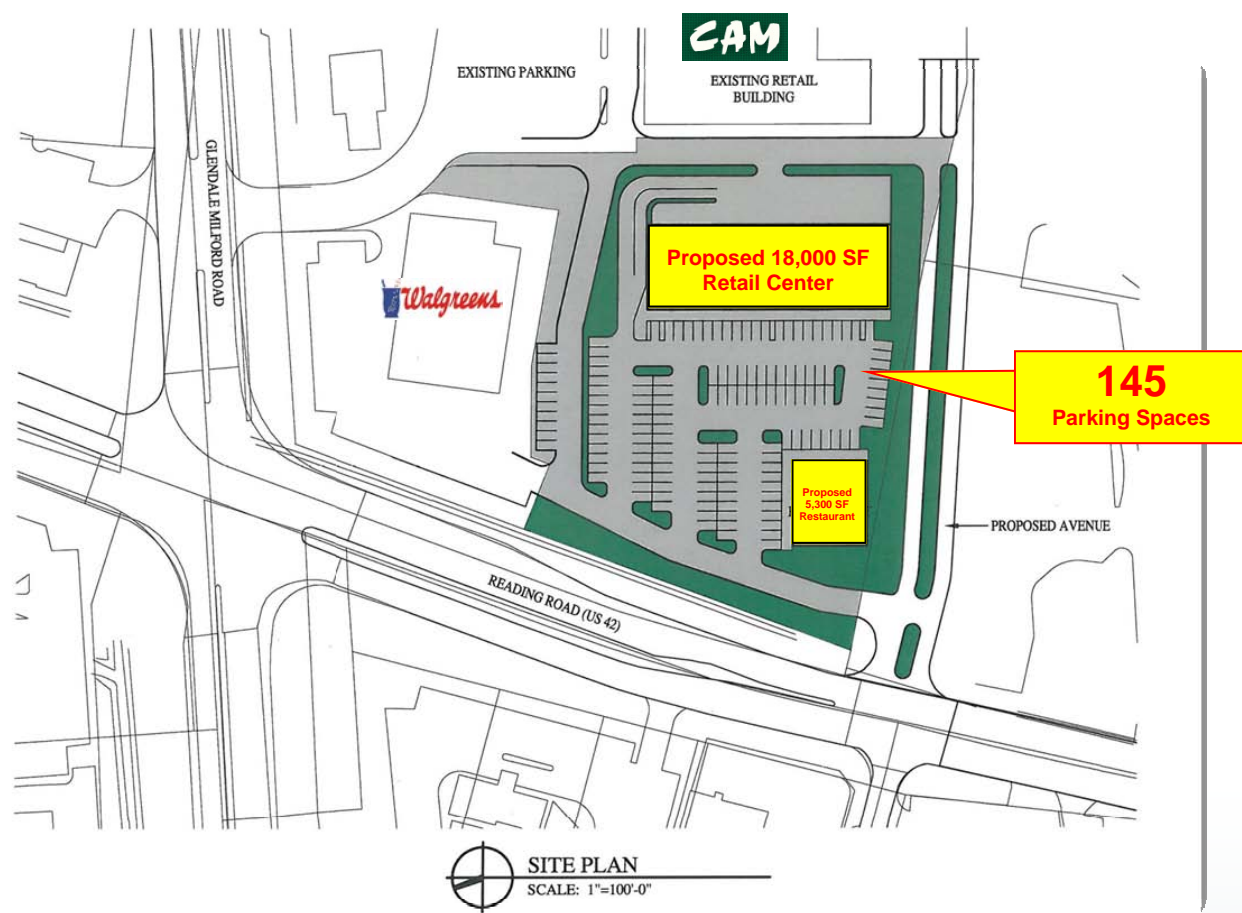 CAM
EXISTING PARKING
EXISTING RETAIL
BUILDING
GLENDALE MILFORD ROAD
Walgreens
Proposed 18,000 SF
Retail Center
145
Parking Spaces
Proposed
5,300 SF
Restaurant
PROPOSED AVENUE
READING ROAD (US 42)
SITE PLAN
SCALE: 1"=100'-0"